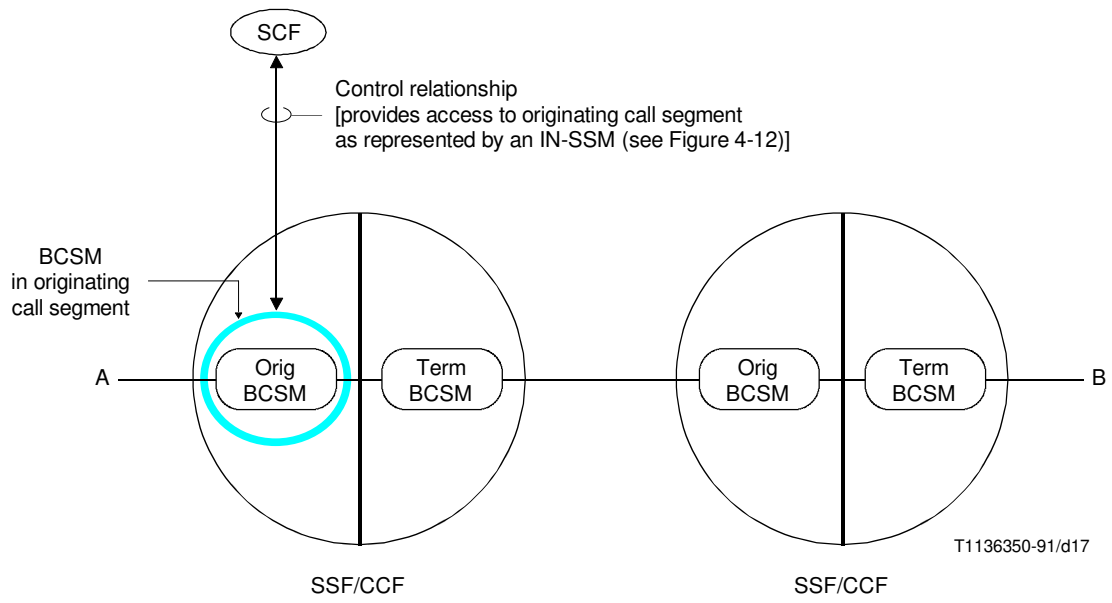 SCF
Control relationship
[provides access to originating call segment
as represented by an IN-SSM (see Figure 4-12)]
BCSM
in originating
call segment
A
Orig
BCSM
Term
BCSM
Orig
BCSM
Term
BCSM
B
T1136350-91/d17
SSF/CCF
SSF/CCF